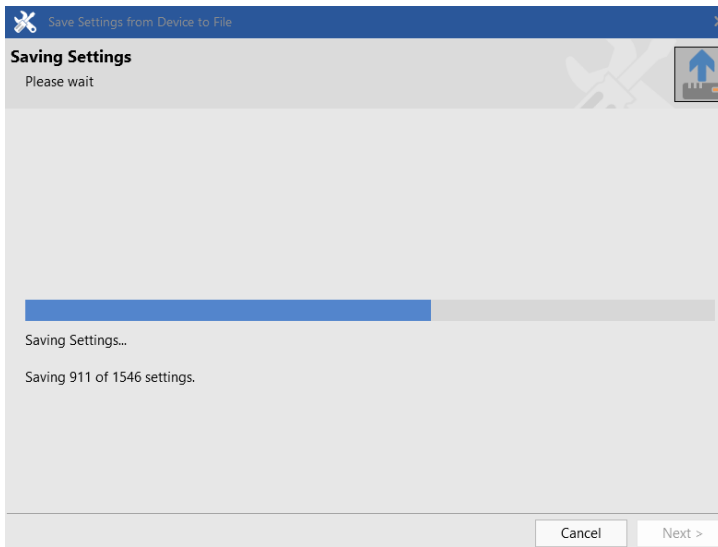 Save Settings from Device to File
Saving Settings
Please wait
Saving Settings...
Saving 911 of 1546 settings.
Cancel
Next >